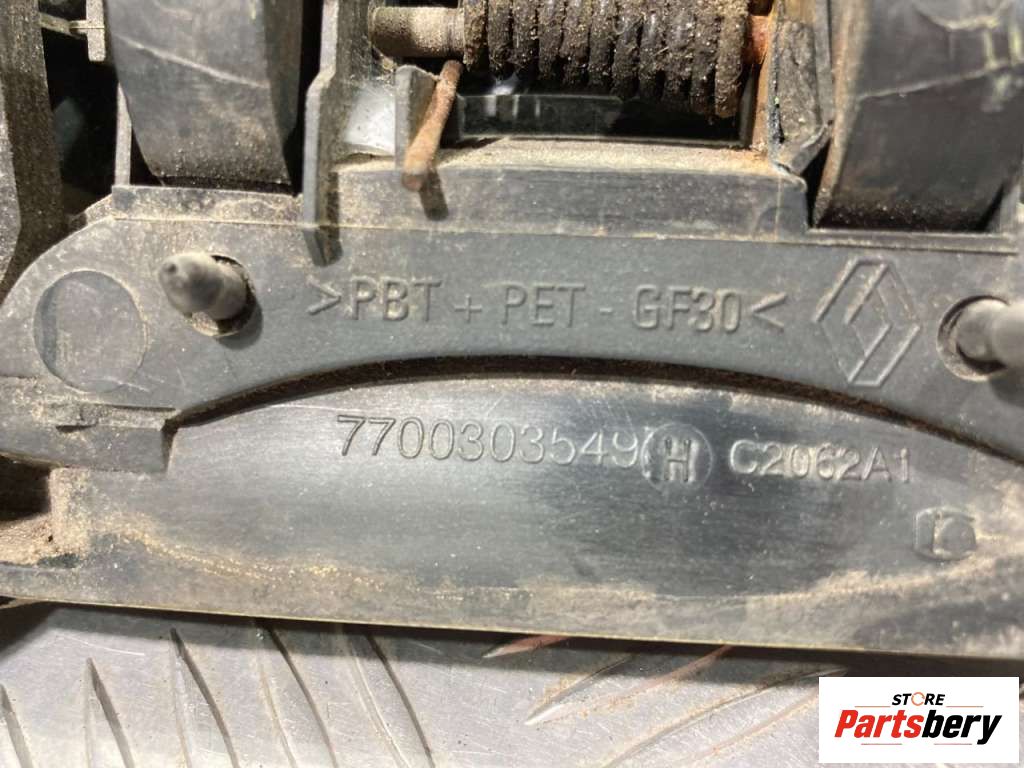 >PBT + PET - GF30<
7700303549 H C2062A1
STORE
Partsbery